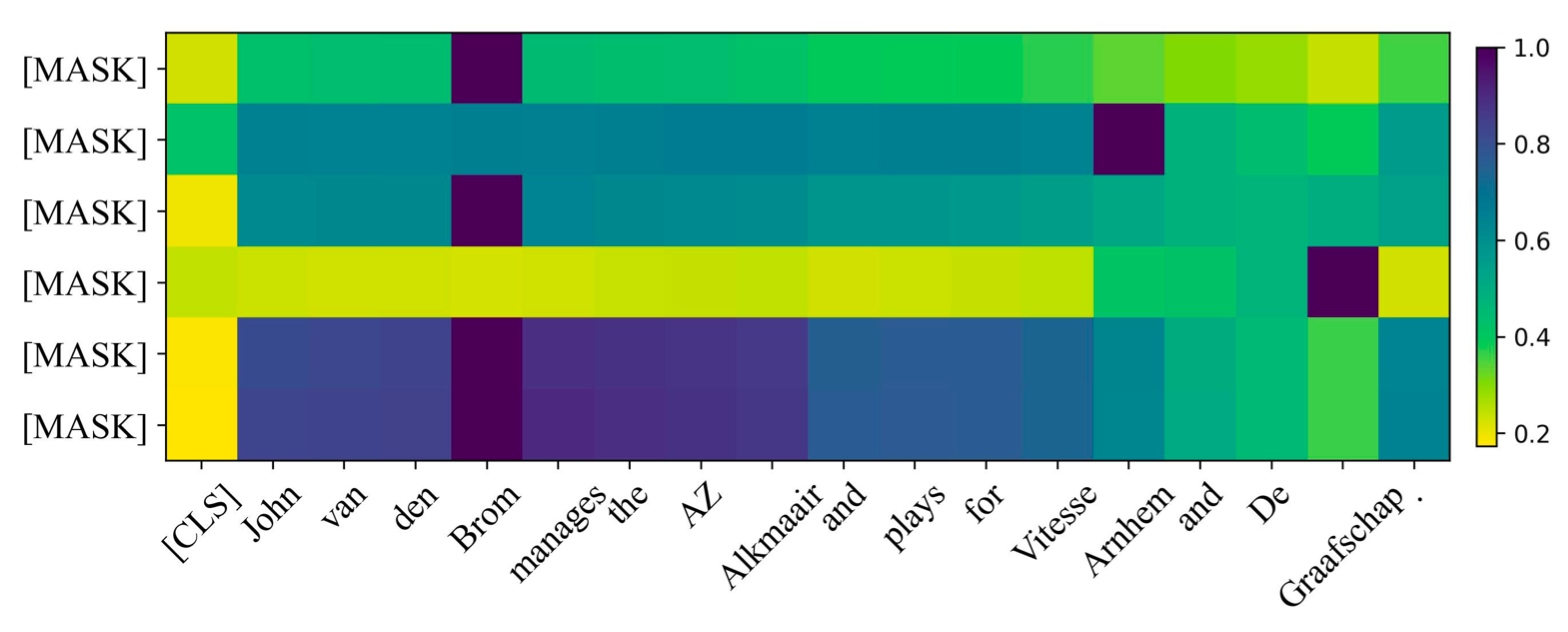 [MASK]
[MASK]
[MASK]
[MASK]
[MASK]
[MASK]
1.0
0.8
0.6
0.4
0.2
[CLS] John van den Brom manages the AZ Alkmaair and plays for Vitesse Arnhem and De Graafschap .